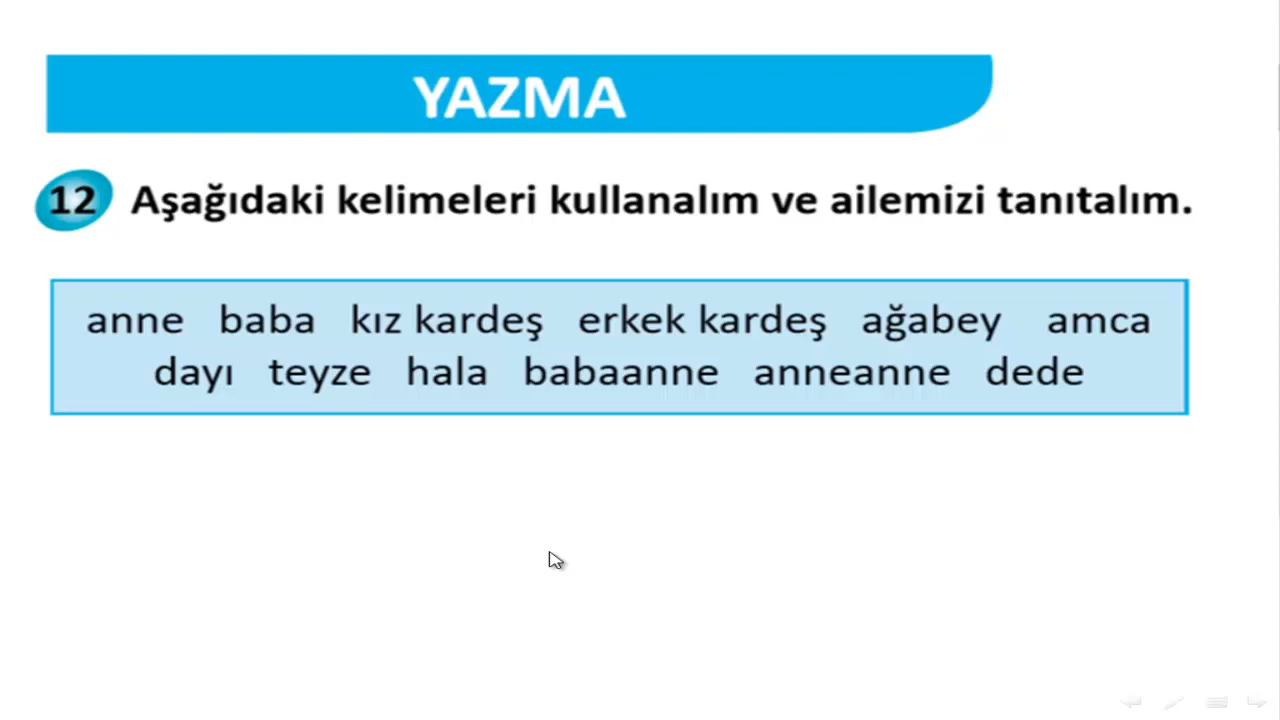 YAZMA
12 Aşağıdaki kelimeleri kullanalım ve ailemizi tanıtalım.
anne baba kız kardeş erkek kardeş ağabey amca
dayı teyze hala babaanne anneanne dede